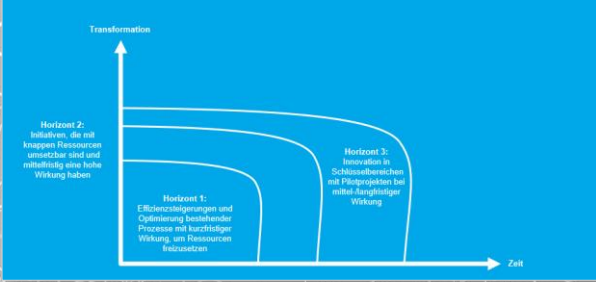 Transformation
Horizont 2:
Initiativen, die mit
knappen Ressourcen
umsetzbar sind und
mittelfristig eine hohe
Wirkung haben
Horizont 3:
Innovation in
Schlüsselbereichen
mit Pilotprojekten bei
mittel-/langfristiger
Wirkung
Horizont 1:
Effizienzsteigerungen und
Optimierung bestehender
Prozesse mit kurzfristiger
Wirkung, um Ressourcen
freizusetzen
Zeit